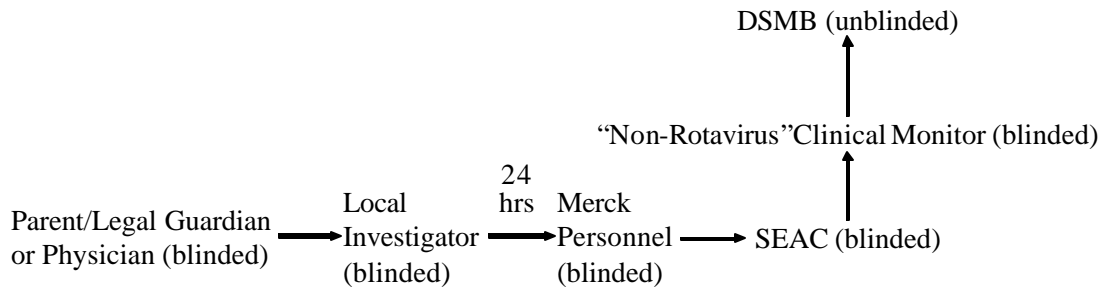 DSMB (unblinded)
“Non-Rotavirus”Clinical Monitor (blinded)
Parent/Legal Guardian
or Physician (blinded)
Local
Investigator
(blinded)
24
hrs
Merck
Personnel
(blinded)
SEAC (blinded)